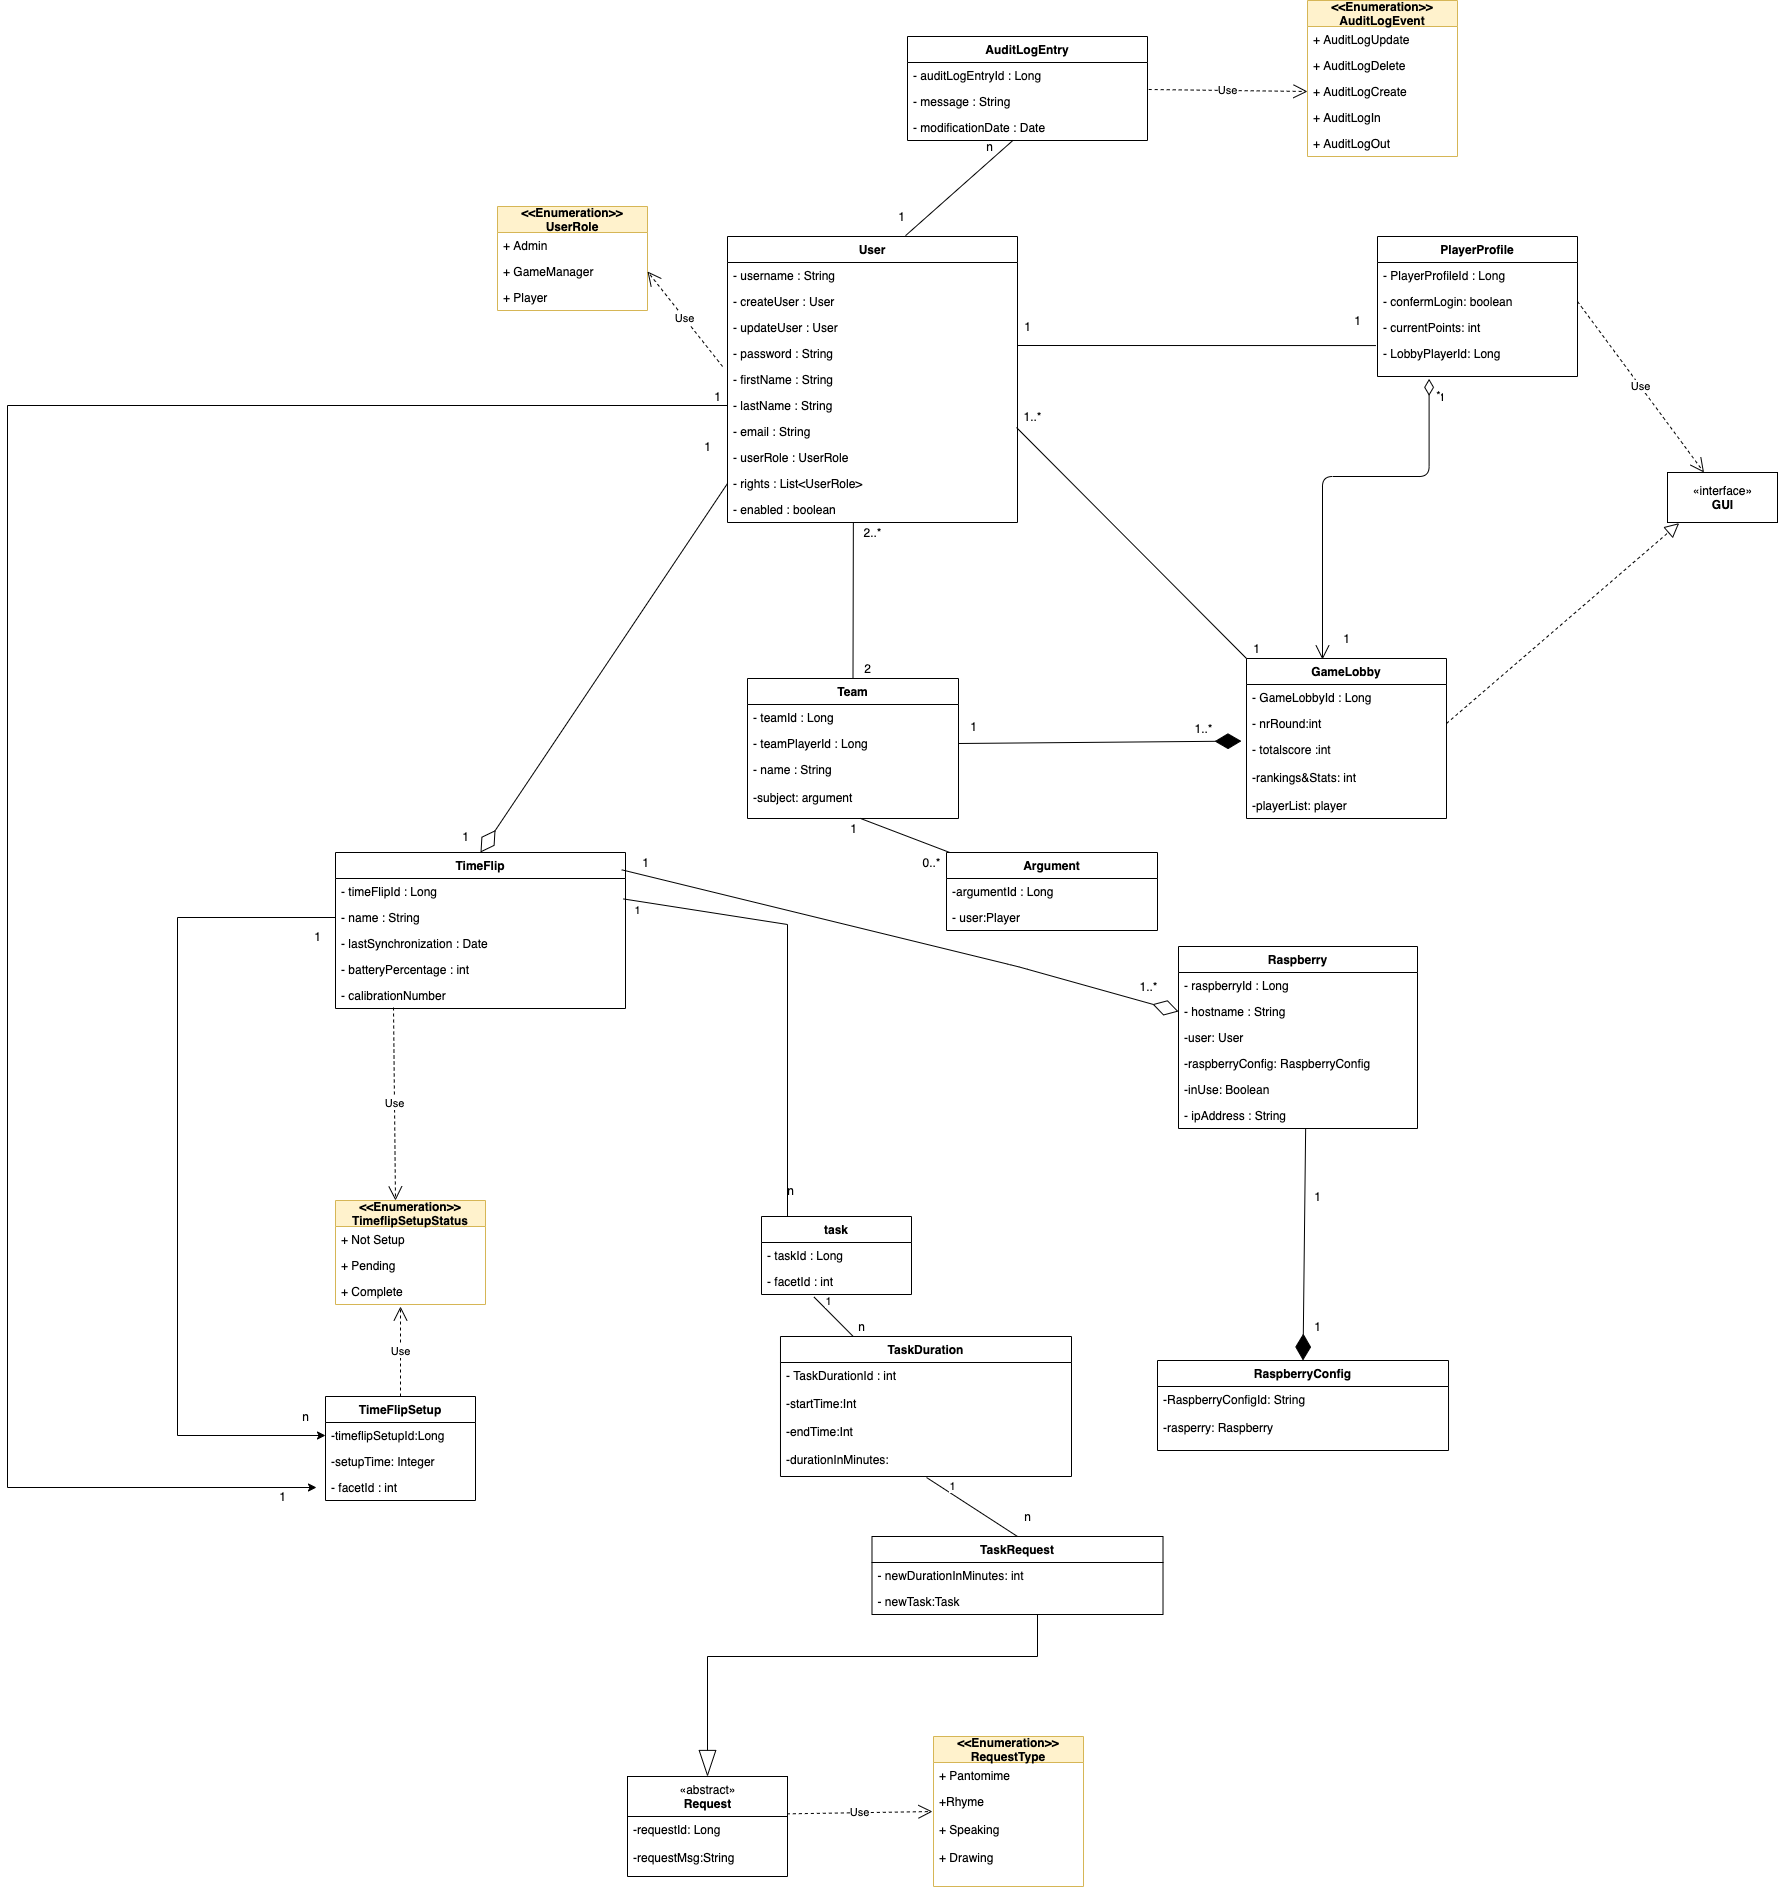 <<Enumeration>>
AuditLogEvent
+ AuditLogUpdate
+ AuditLogDelete
+ AuditLogCreate
+ AuditLogIn
+ AuditLogOut
AuditLogEntry
- auditLogEntryId : Long
- message : String
- modificationDate : Date
Use
n
1
<<Enumeration>>
UserRole
+ Admin
+ GameManager
+ Player
Use
User
- username : String
- createUser : User
- updateUser : User
- password : String
- firstName : String
- lastName : String
- email : String
- userRole : UserRole
- rights : List<UserRole>
- enabled : boolean
1
1
1
1
1..*
2..*
PlayerProfile
- PlayerProfileId : Long
- confermLogin: boolean
- currentPoints: int
- LobbyPlayerId: Long
*1
Use
«interface»
GUI
1
1
2
Team
- teamId : Long
- teamPlayerId : Long
- name : String
-subject: argument
1
1..*
GameLobby
- GameLobbyId : Long
- nrRound:int
- totalscore :int
-rankings&Stats: int
-playerList: player
1
0..*
Argument
-argumentId : Long
- user:Player
1
TimeFlip
- timeFlipId : Long
- name : String
- lastSynchronization : Date
- batteryPercentage : int
- calibrationNumber
1
1
1
1..*
Raspberry
- raspberryId : Long
- hostname : String
-user: User
-raspberryConfig: RaspberryConfig
-inUse: Boolean
- ipAddress : String
Use
1
1
<<Enumeration>>
TimeflipSetupStatus
+ Not Setup
+ Pending
+ Complete
Use
n
task
- taskId : Long
- facetId : int
1
n
TaskDuration
- TaskDurationId : int
-startTime:Int
-endTime:Int
-durationInMinutes:
RaspberryConfig
-RaspberryConfigId: String
-rasperry: Raspberry
n
1
TimeFlipSetup
-timeflipSetupId:Long
-setupTime: Integer
- facetId : int
1
n
TaskRequest
- newDurationInMinutes: int
- newTask:Task
«abstract»
Request
-requestId: Long
-requestMsg:String
Use
<<Enumeration>>
RequestType
+ Pantomime
+Rhyme
+ Speaking
+ Drawing